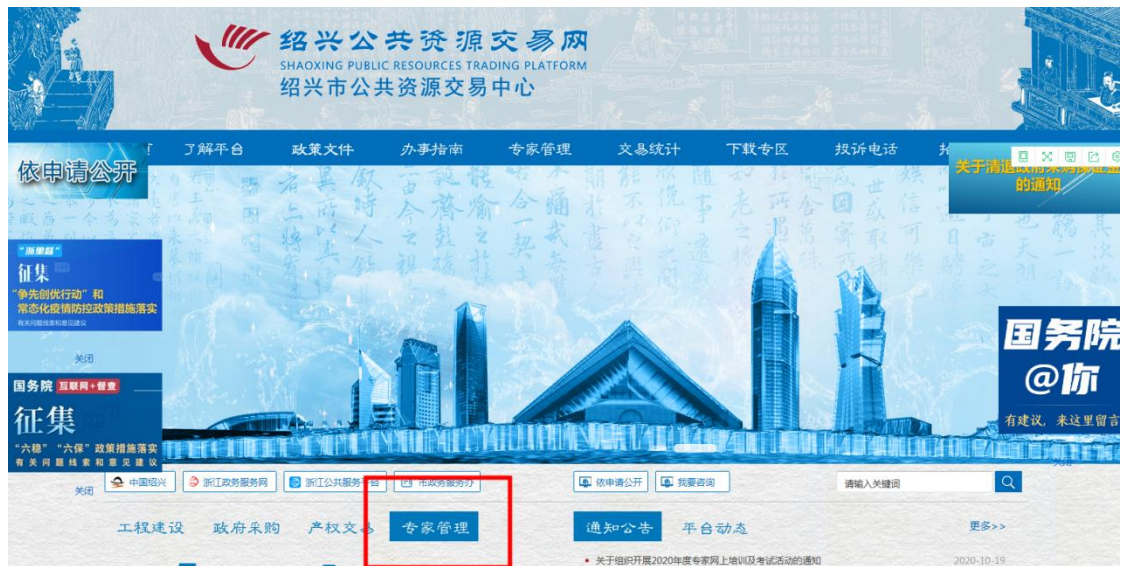 绍兴公共资源交易网
SHAOXING PUBLIC RESOURCES TRADING PLATFORM
绍兴市公共资源交易中心
了解平台 政策文件 办事指南 专家管理 交易统计 下载专区 投诉电话
依申请公开
关于清退政府采购保证金
的通知
“浙里督”
征集
“争先创优行动”和
常态化疫情防控政策措施落实
有关问题线索和意见建议
关闭
国务院 互联网+督查
征集
“六稳”“六保”政策措施落实
有关问题线索和意见建议
关闭
国务院
@你
有建议，来这里留言
中国绍兴 浙江政务服务网 浙江公共服务平台 市政务服务办 依申请公开 我要咨询 请输入关键词
工程建设 政府采购 产权交易 专家管理 通知公告 平台动态 更多>>
• 关于组织开展2020年度专家网上培训及考试活动的通知 2020-10-19